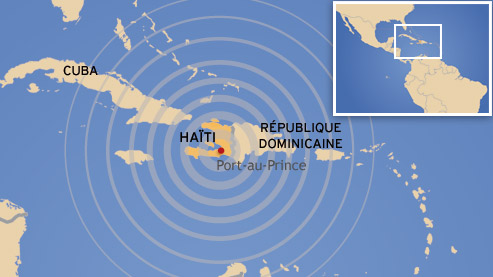 CUBA
HAÏTI
RÉPUBLIQUE
DOMINICAINE
Port-au-Prince